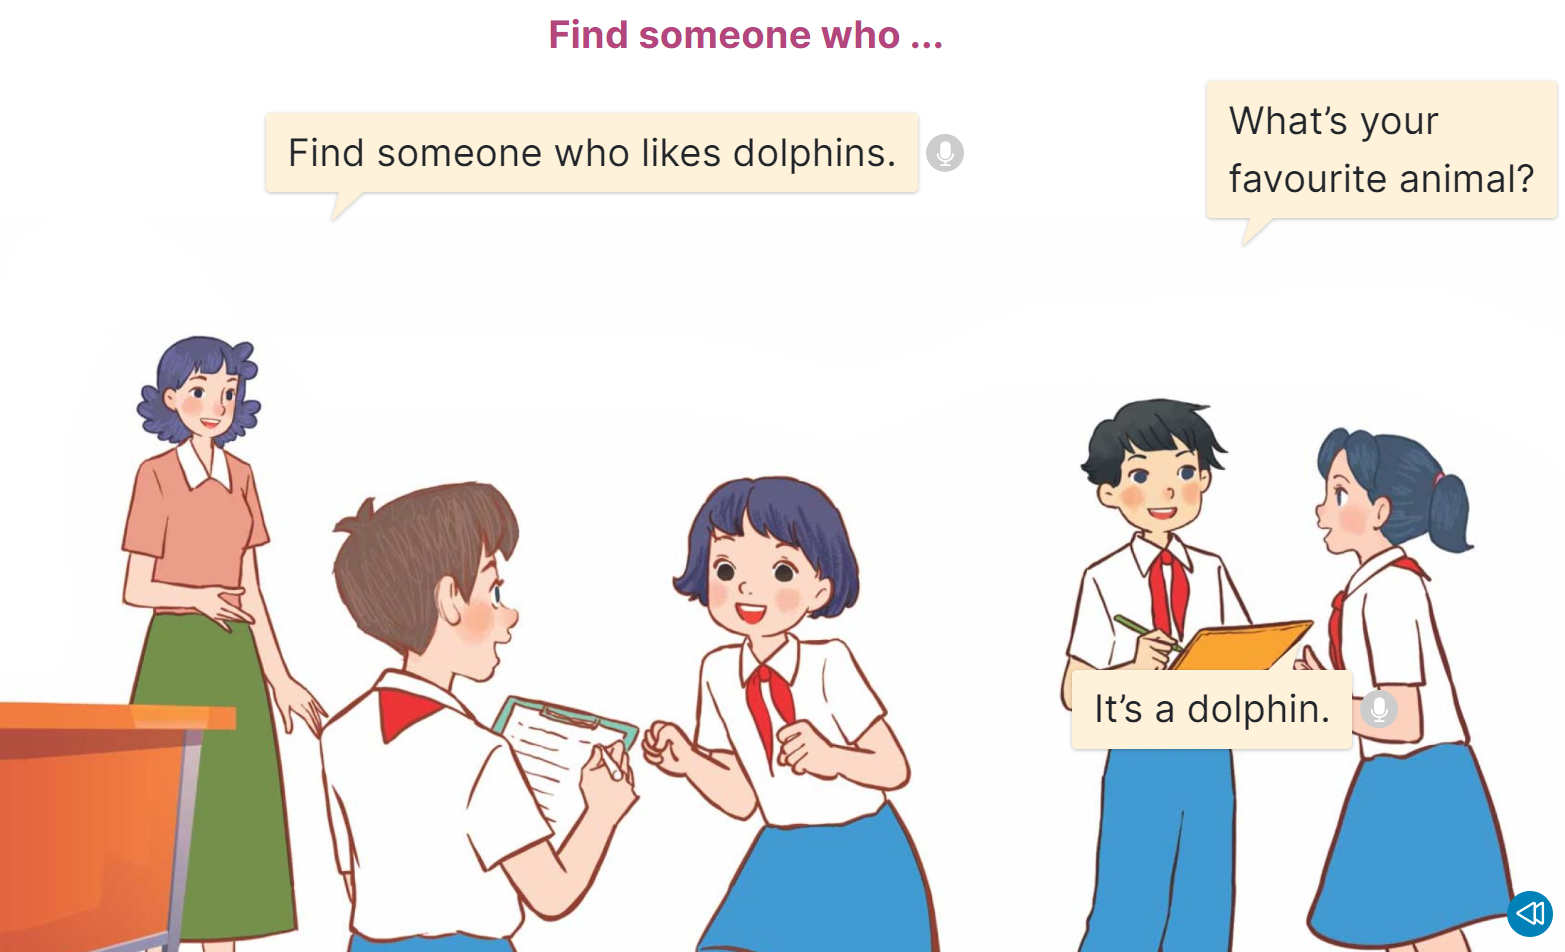 Find someone who ...
Find someone who likes dolphins.
What's your
favourite animal?
It's a dolphin.